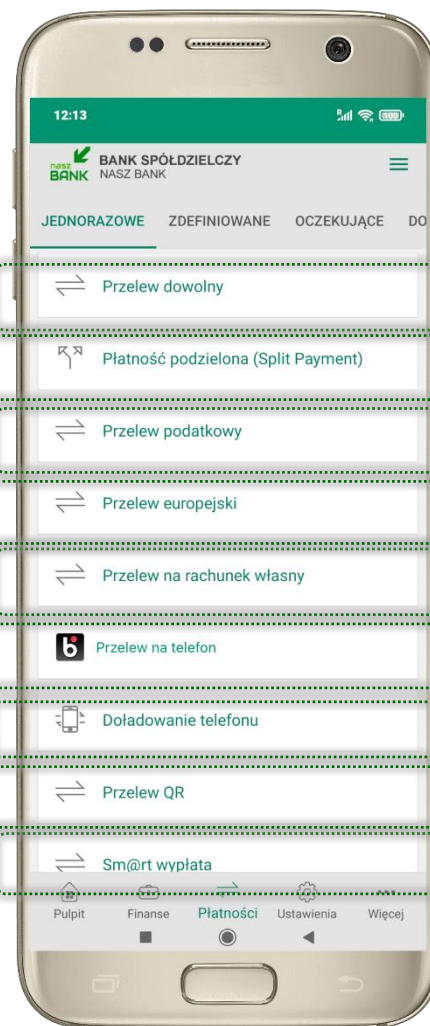 12:13
100
nasz
BANK
BANK SPÓŁDZIELCZY
NASZ BANK
JEDNORAZOWE ZDEFINIOWANE OCZEKUJĄCE DO
Przelew dowolny
Płatność podzielona (Split Payment)
Przelew podatkowy
Przelew europejski
Przelew na rachunek własny
Przelew na telefon
Doładowanie telefonu
Przelew QR
Sm@rt wypłata
Pulpit Finanse Płatności Ustawienia Więcej